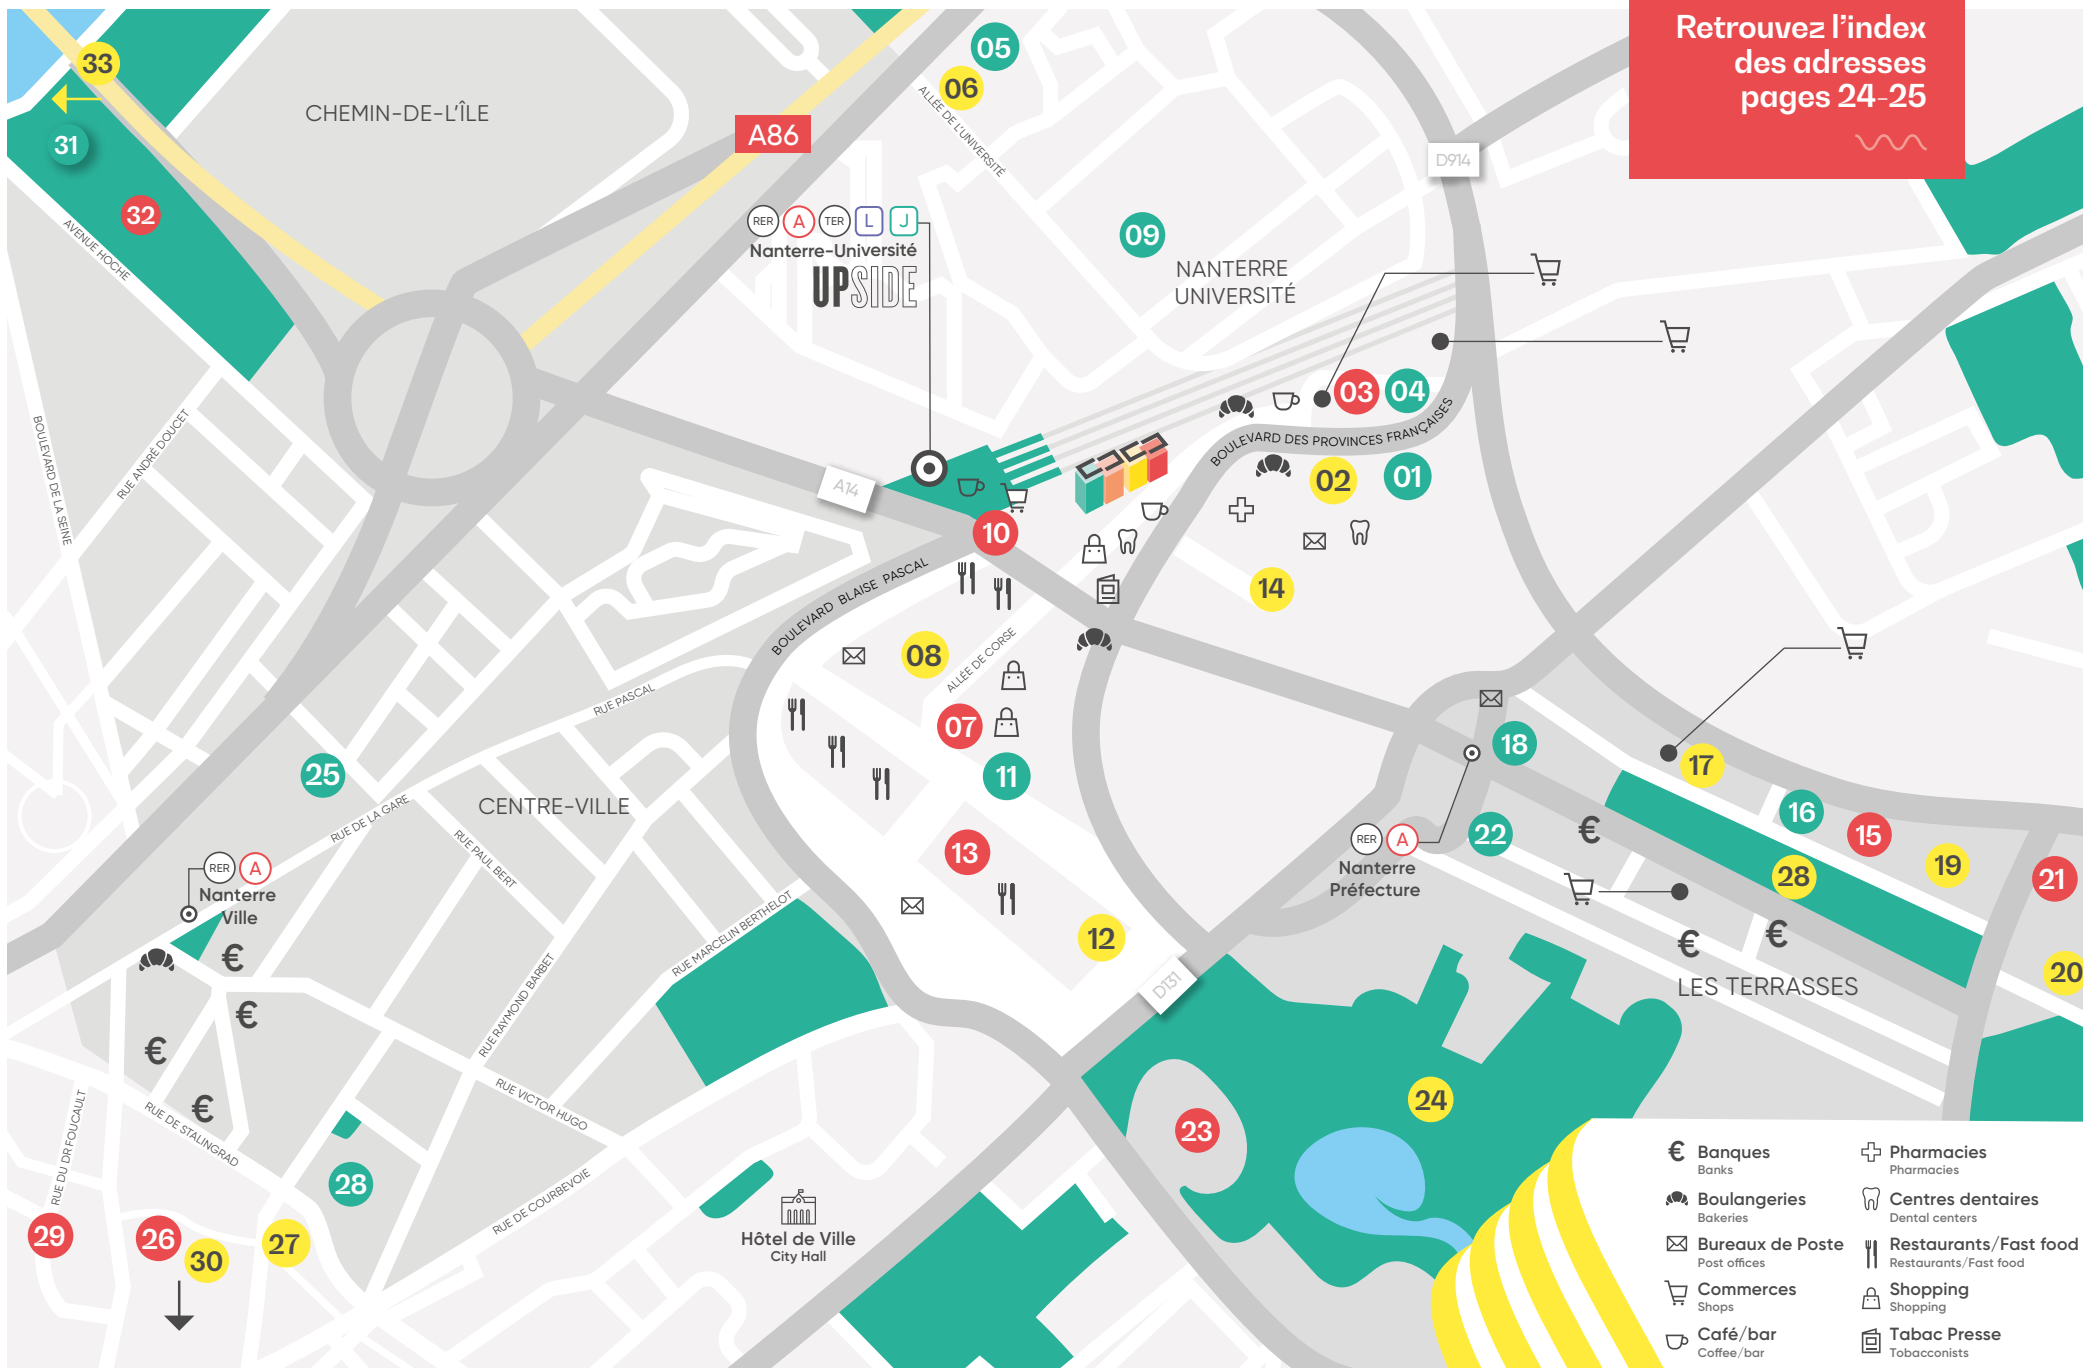 Retrouvez l'index
des adresses
pages 24-25
33
31
32
CHEMIN-DE-L'ÎLE
A86
05
06
ALLÉE DE L'UNIVERSITÉ
D914
AVENUE HOCHE
RER A TER L J
Nanterre-Université
UPSIDE
09
NANTERRE
UNIVERSITÉ
03
04
BOULEVARD DES PROVINCES FRANÇAISES
02
01
BOULEVARD DE LA SEINE
RUE ANDRÉ DOUCET
A14
10
14
BOULEVARD BLAISE PASCAL
08
ALLÉE DE CORSE
07
11
RUE PASCAL
25
CENTRE-VILLE
RUE DE LA GARE
RUE PAUL BERT
13
12
18
17
16
15
19
21
22
28
20
RER A
Nanterre
Préfecture
€
€
€
LES TERRASSES
RER A
Nanterre
Ville
€
€
€
€
RUE MARCELIN BERTHELOT
RUE RAYMOND BARBET
D131
RUE VICTOR HUGO
RUE DE STALINGRAD
RUE DU DR FOUCAULT
RUE DE COURBEVOIE
28
29
26
30
27
Hôtel de Ville
City Hall
23
24
€ Banques
Banks
Boulangeries
Bakeries
Bureaux de Poste
Post offices
Commerces
Shops
Café/bar
Coffee/bar
Pharmacies
Pharmacies
Centres dentaires
Dental centers
Restaurants/Fast food
Restaurants/Fast food
Shopping
Shopping
Tabac Presse
Tobacconists